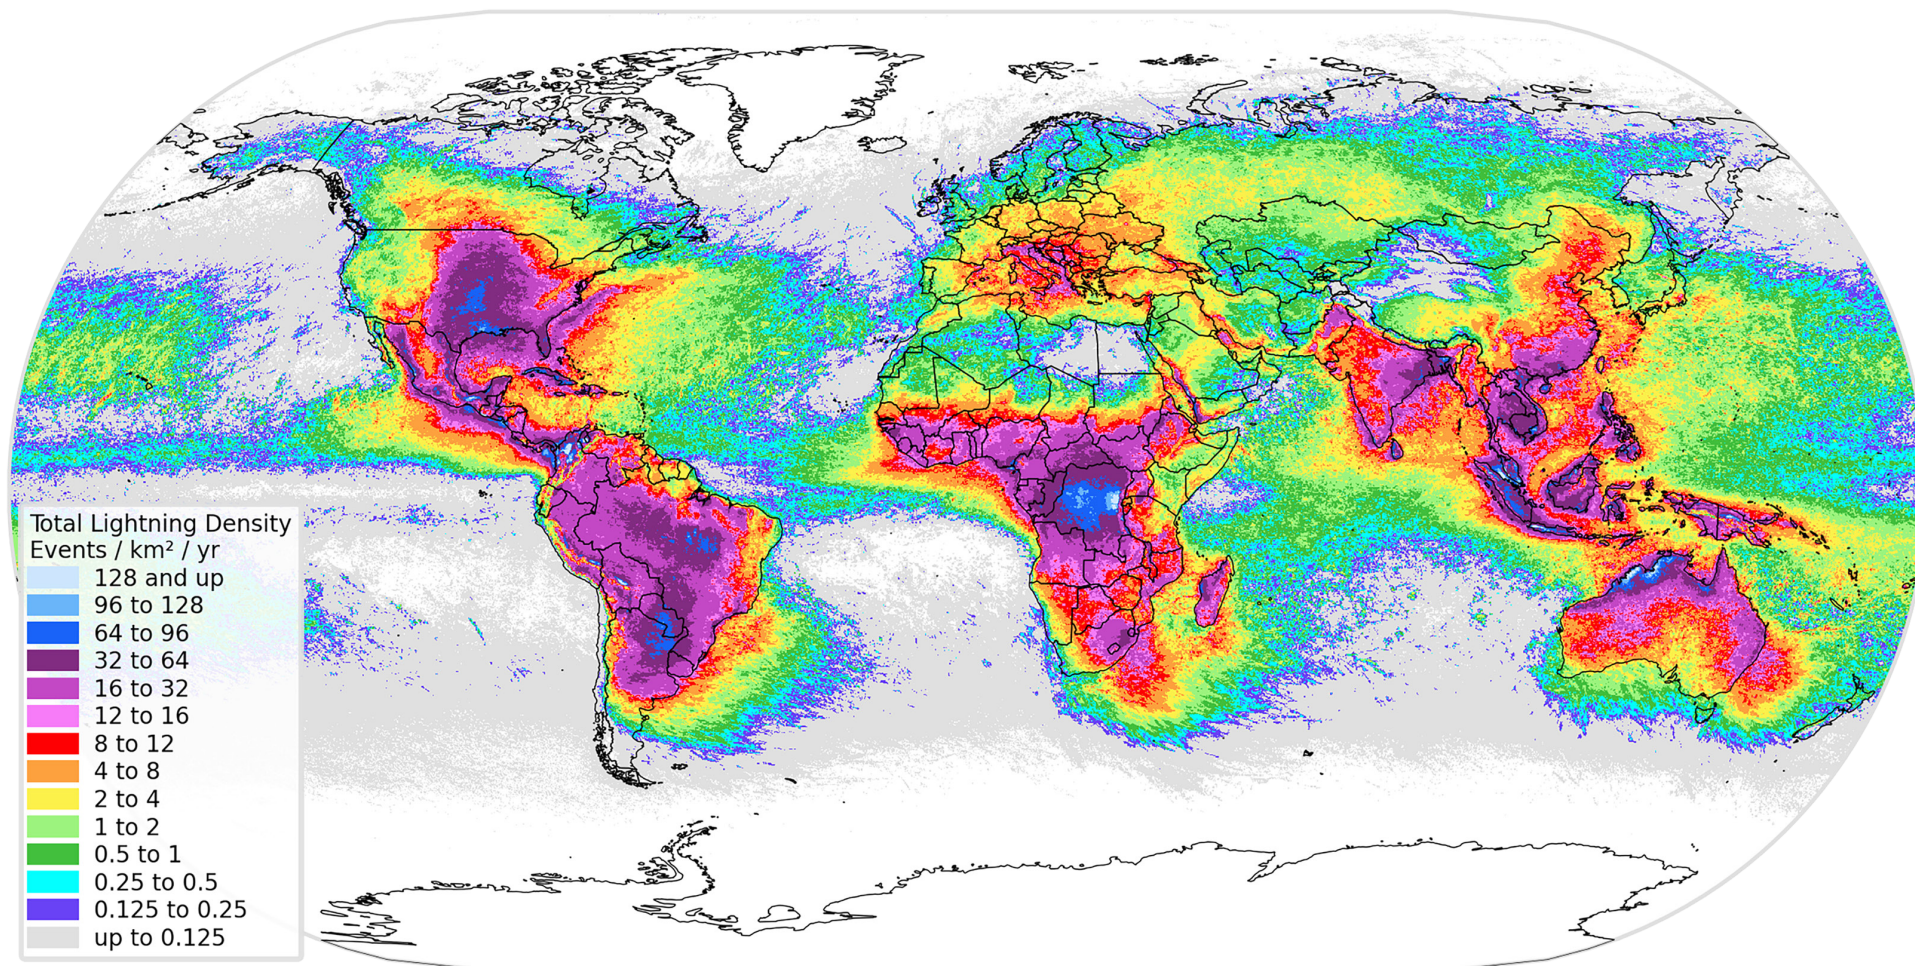 Total Lightning Density
Events / km² / yr
128 and up
96 to 128
64 to 96
32 to 64
16 to 32
12 to 16
8 to 12
4 to 8
2 to 4
1 to 2
0.5 to 1
0.25 to 0.5
0.125 to 0.25
up to 0.125